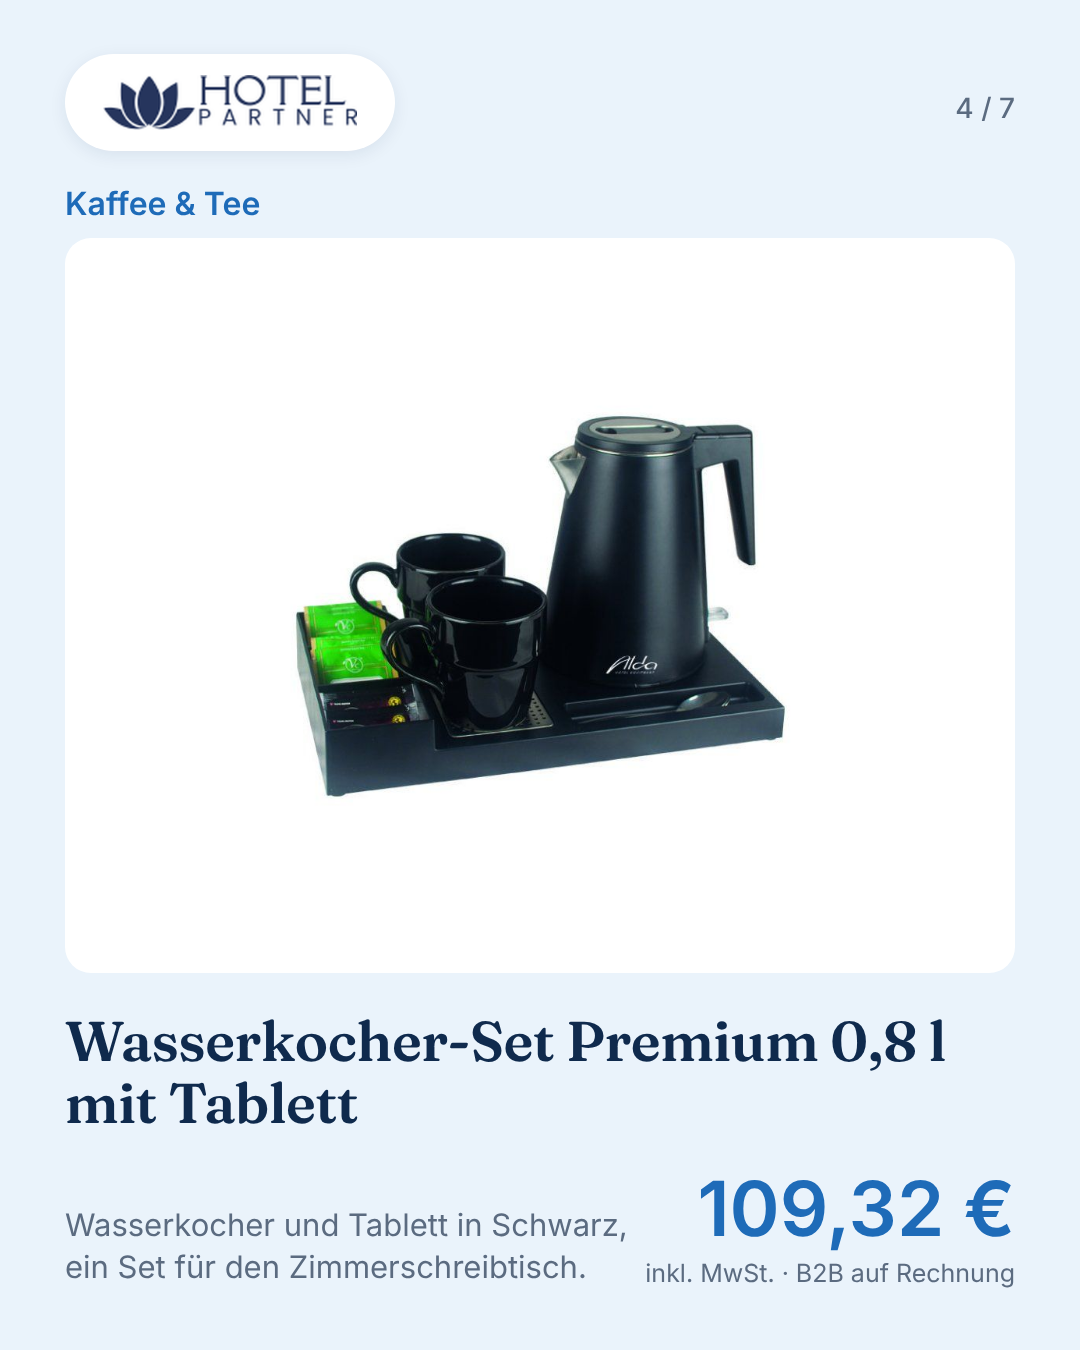 HOTEL
PARTNER
4 / 7
Kaffee & Tee
Alda
Wasserkocher-Set Premium 0,8 l
mit Tablett
Wasserkocher und Tablett in Schwarz,
ein Set für den Zimmerschreibtisch.
109,32 €
inkl. MwSt. · B2B auf Rechnung